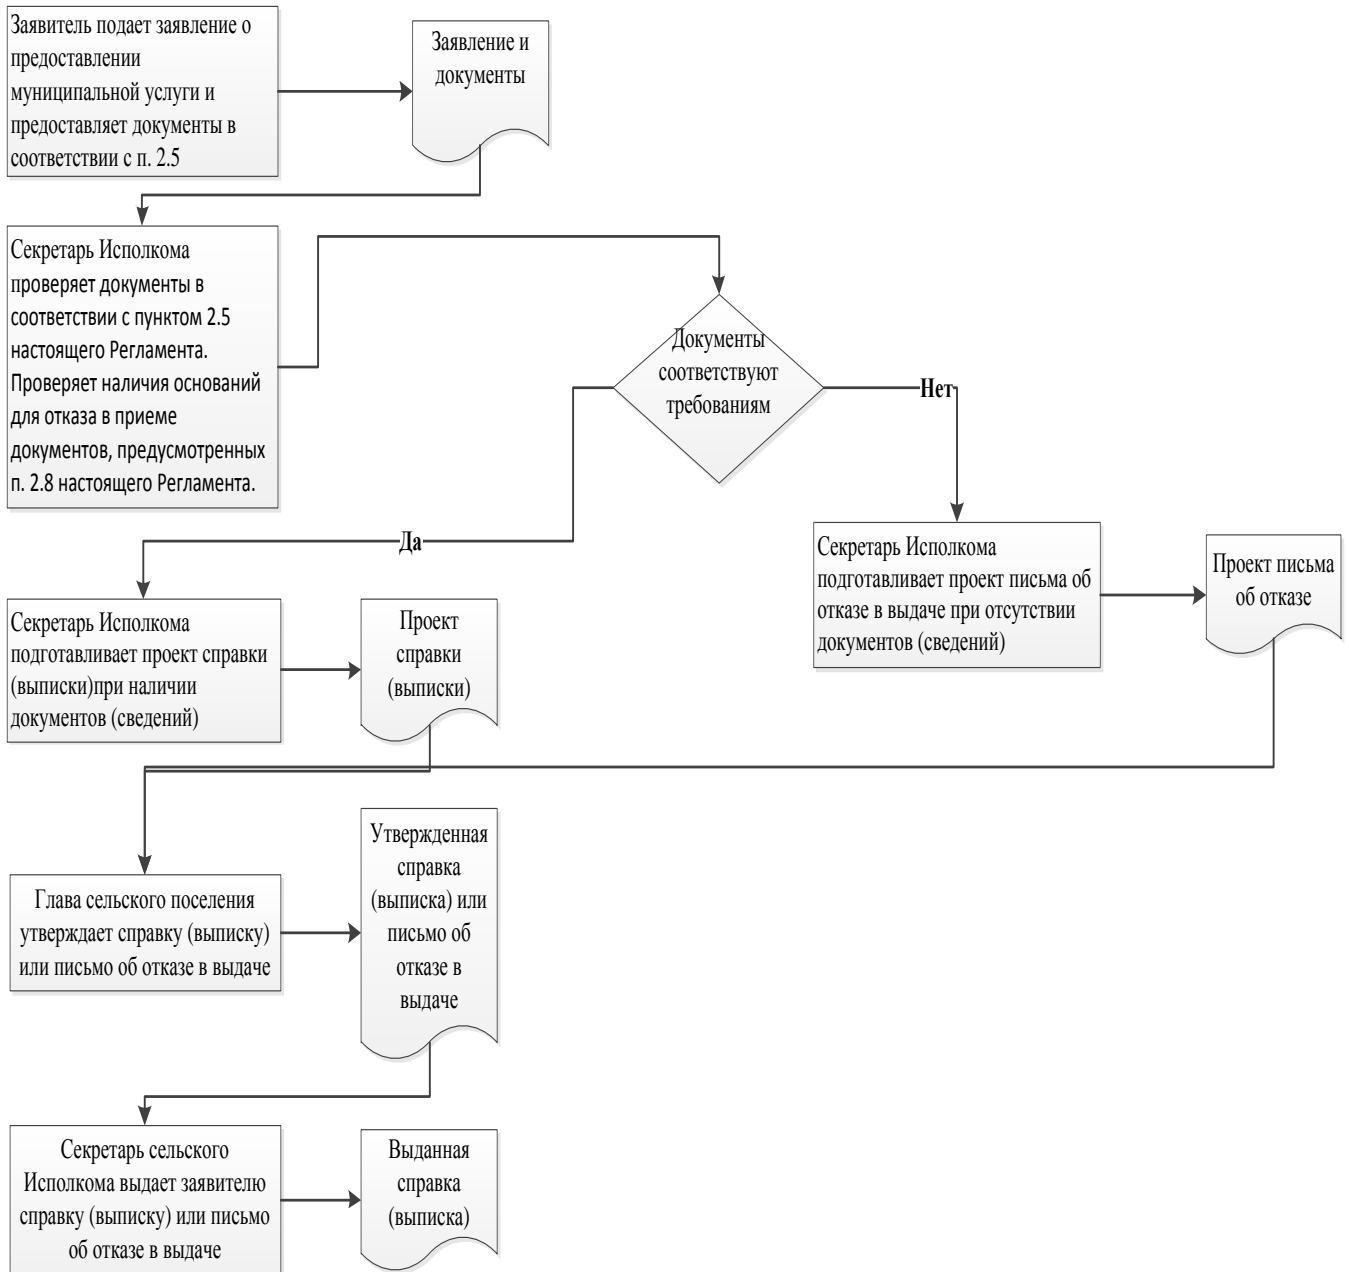 Заявитель подает заявление о
предоставлении
муниципальной услуги и
предоставляет документы в
соответствии с п. 2.5
Заявление и
документы
Секретарь Исполкома
проверяет документы в
соответствии с пунктом 2.5
настоящего Регламента.
Проверяет наличия оснований
для отказа в приеме
документов, предусмотренных
п. 2.8 настоящего Регламента.
Документы
соответствуют
требованиям
Нет
Да
Секретарь Исполкома
подготавливает проект письма об
отказе в выдаче при отсутствии
документов (сведений)
Проект письма
об отказе
Секретарь Исполкома
подготавливает проект справки
(выписки)при наличии
документов (сведений)
Проект
справки
(выписки)
Глава сельского поселения
утверждает справку (выписку)
или письмо об отказе в выдаче
Утвержденная
справка
(выписка) или
письмо об
отказе в
выдаче
Секретарь сельского
Исполкома выдает заявителю
справку (выписку) или письмо
об отказе в выдаче
Выданная
справка
(выписка)